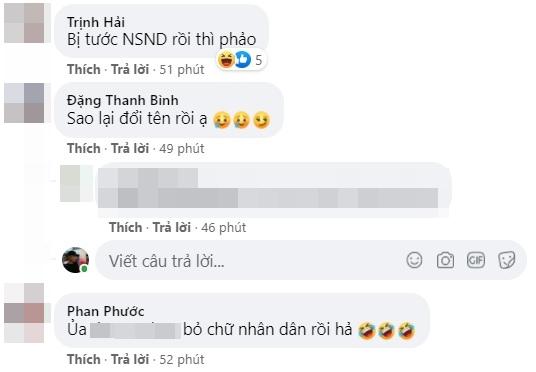 Trịnh Hải
Bị tước NSND rồi thì phảo
5
Thích · Trả lời · 51 phút
Đặng Thanh Bình
Sao lại đổi tên rồi ạ 😥😥😏
Thích · Trả lời · 49 phút
Thích · Trả lời · 46 phút
Viết câu trả lời...
GIF
Phan Phước
Ủa bỏ chữ nhân dân rồi hả 🤣🤣🤣
Thích · Trả lời · 52 phút